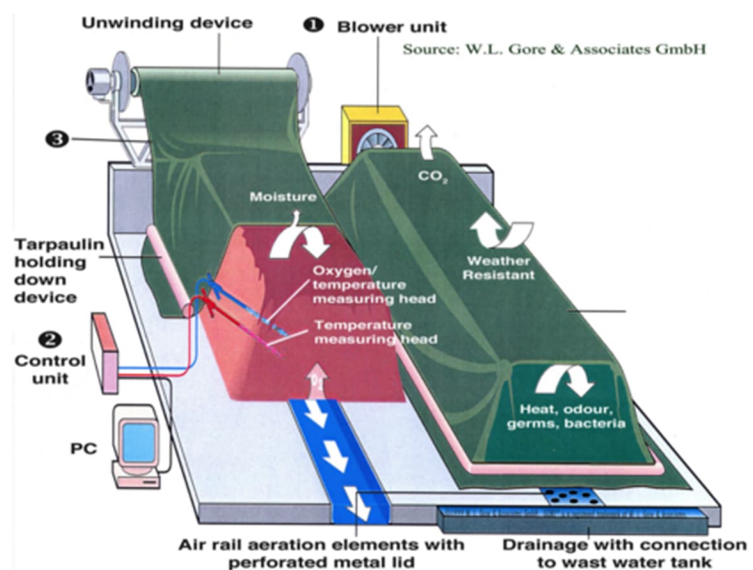 Unwinding device
❶ Blower unit
Source: W.L. Gore & Associates GmbH
❸
CO₂
Moisture
Weather
Resistant
Tarpaulin
holding
down
device
Oxygen/
temperature
measuring head
Temperature
measuring head
❷
Control
unit
O₂
Heat, odour,
germs, bacteria
PC
Air rail aeration elements with
perforated metal lid
Drainage with connection
to wast water tank